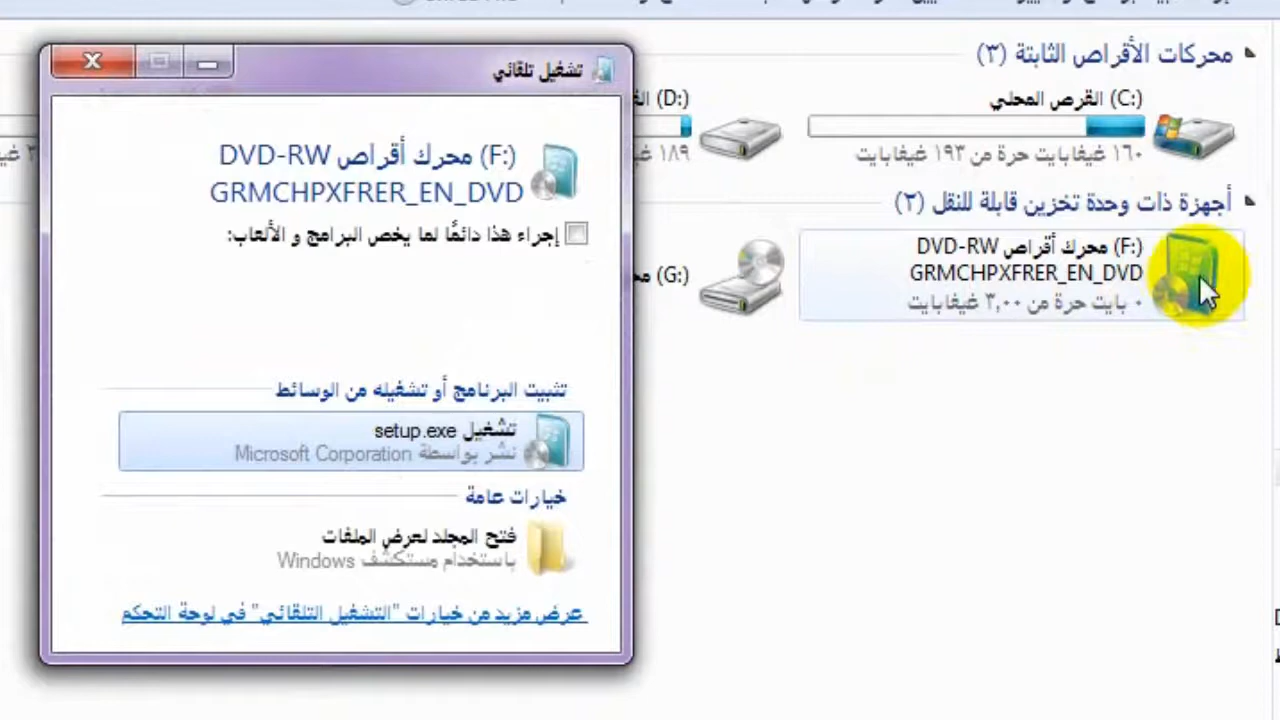 محركات الأقراص الثابتة (٣)
القرص المحلي (C:)
١٦٠ غيغابايت حرة من ١٩٣ غيغابايت
(D:)
١٨٩
أجهزة ذات وحدة تخزين قابلة للنقل (٢)
محرك أقراص DVD-RW (F:)
GRMCHPXFRER_EN_DVD
٠ بايت حرة من ٣,٠٠ غيغابايت
(G:)
تشغيل تلقائي
محرك أقراص DVD-RW (F:)
GRMCHPXFRER_EN_DVD
إجراء هذا دائمًا لما يخص البرامج و الألعاب:
تثبيت البرنامج أو تشغيله من الوسائط
تشغيل setup.exe
نشر بواسطة Microsoft Corporation
خيارات عامة
فتح المجلد لعرض الملفات
باستخدام مستكشف Windows
عرض مزيد من خيارات "التشغيل التلقائي" في لوحة التحكم